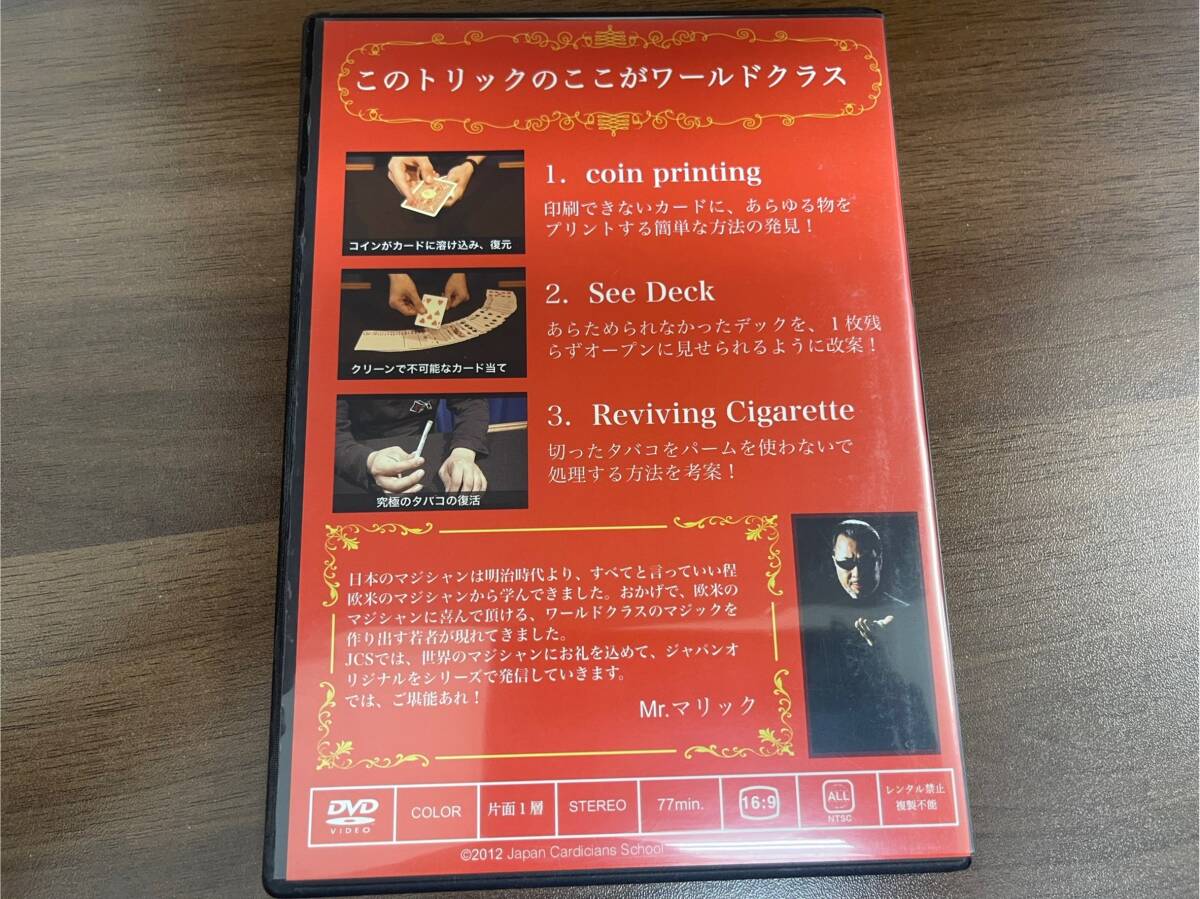 このトリックのここがワールドクラス
コインがカードに溶け込み、復元
1. coin printing
印刷できないカードに、あらゆる物を
プリントする簡単な方法の発見！
クリーンで不可能なカード当て
2. See Deck
あらためられなかったデックを、１枚残
らずオープンに見せられるように改案！
究極のタバコの復活
3. Reviving Cigarette
切ったタバコをパームを使わないで
処理する方法を考案！
日本のマジシャンは明治時代より、すべてと言っていい程
欧米のマジシャンから学んできました。おかげで、欧米の
マジシャンに喜んで頂ける、ワールドクラスのマジックを
作り出す若者が現れてきました。
JCSでは、世界のマジシャンにお礼を込めて、ジャパンオ
リジナルをシリーズで発信していきます。
では、ご堪能あれ！
Mr.マリック
DVD
VIDEO
COLOR
片面１層
STEREO
77min.
16:9
ALL
NTSC
レンタル禁止
複製不能
©2012 Japan Cardicians School